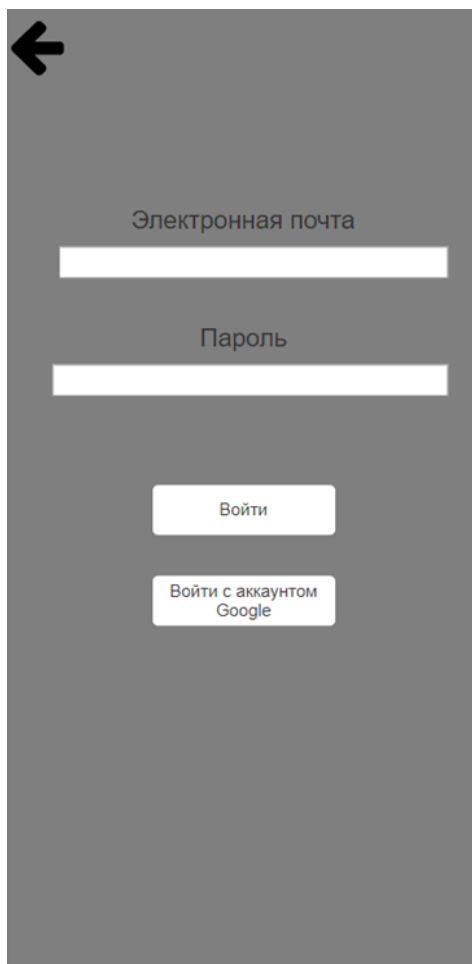 Электронная почта
Пароль
Войти
Войти с аккаунтом
Google